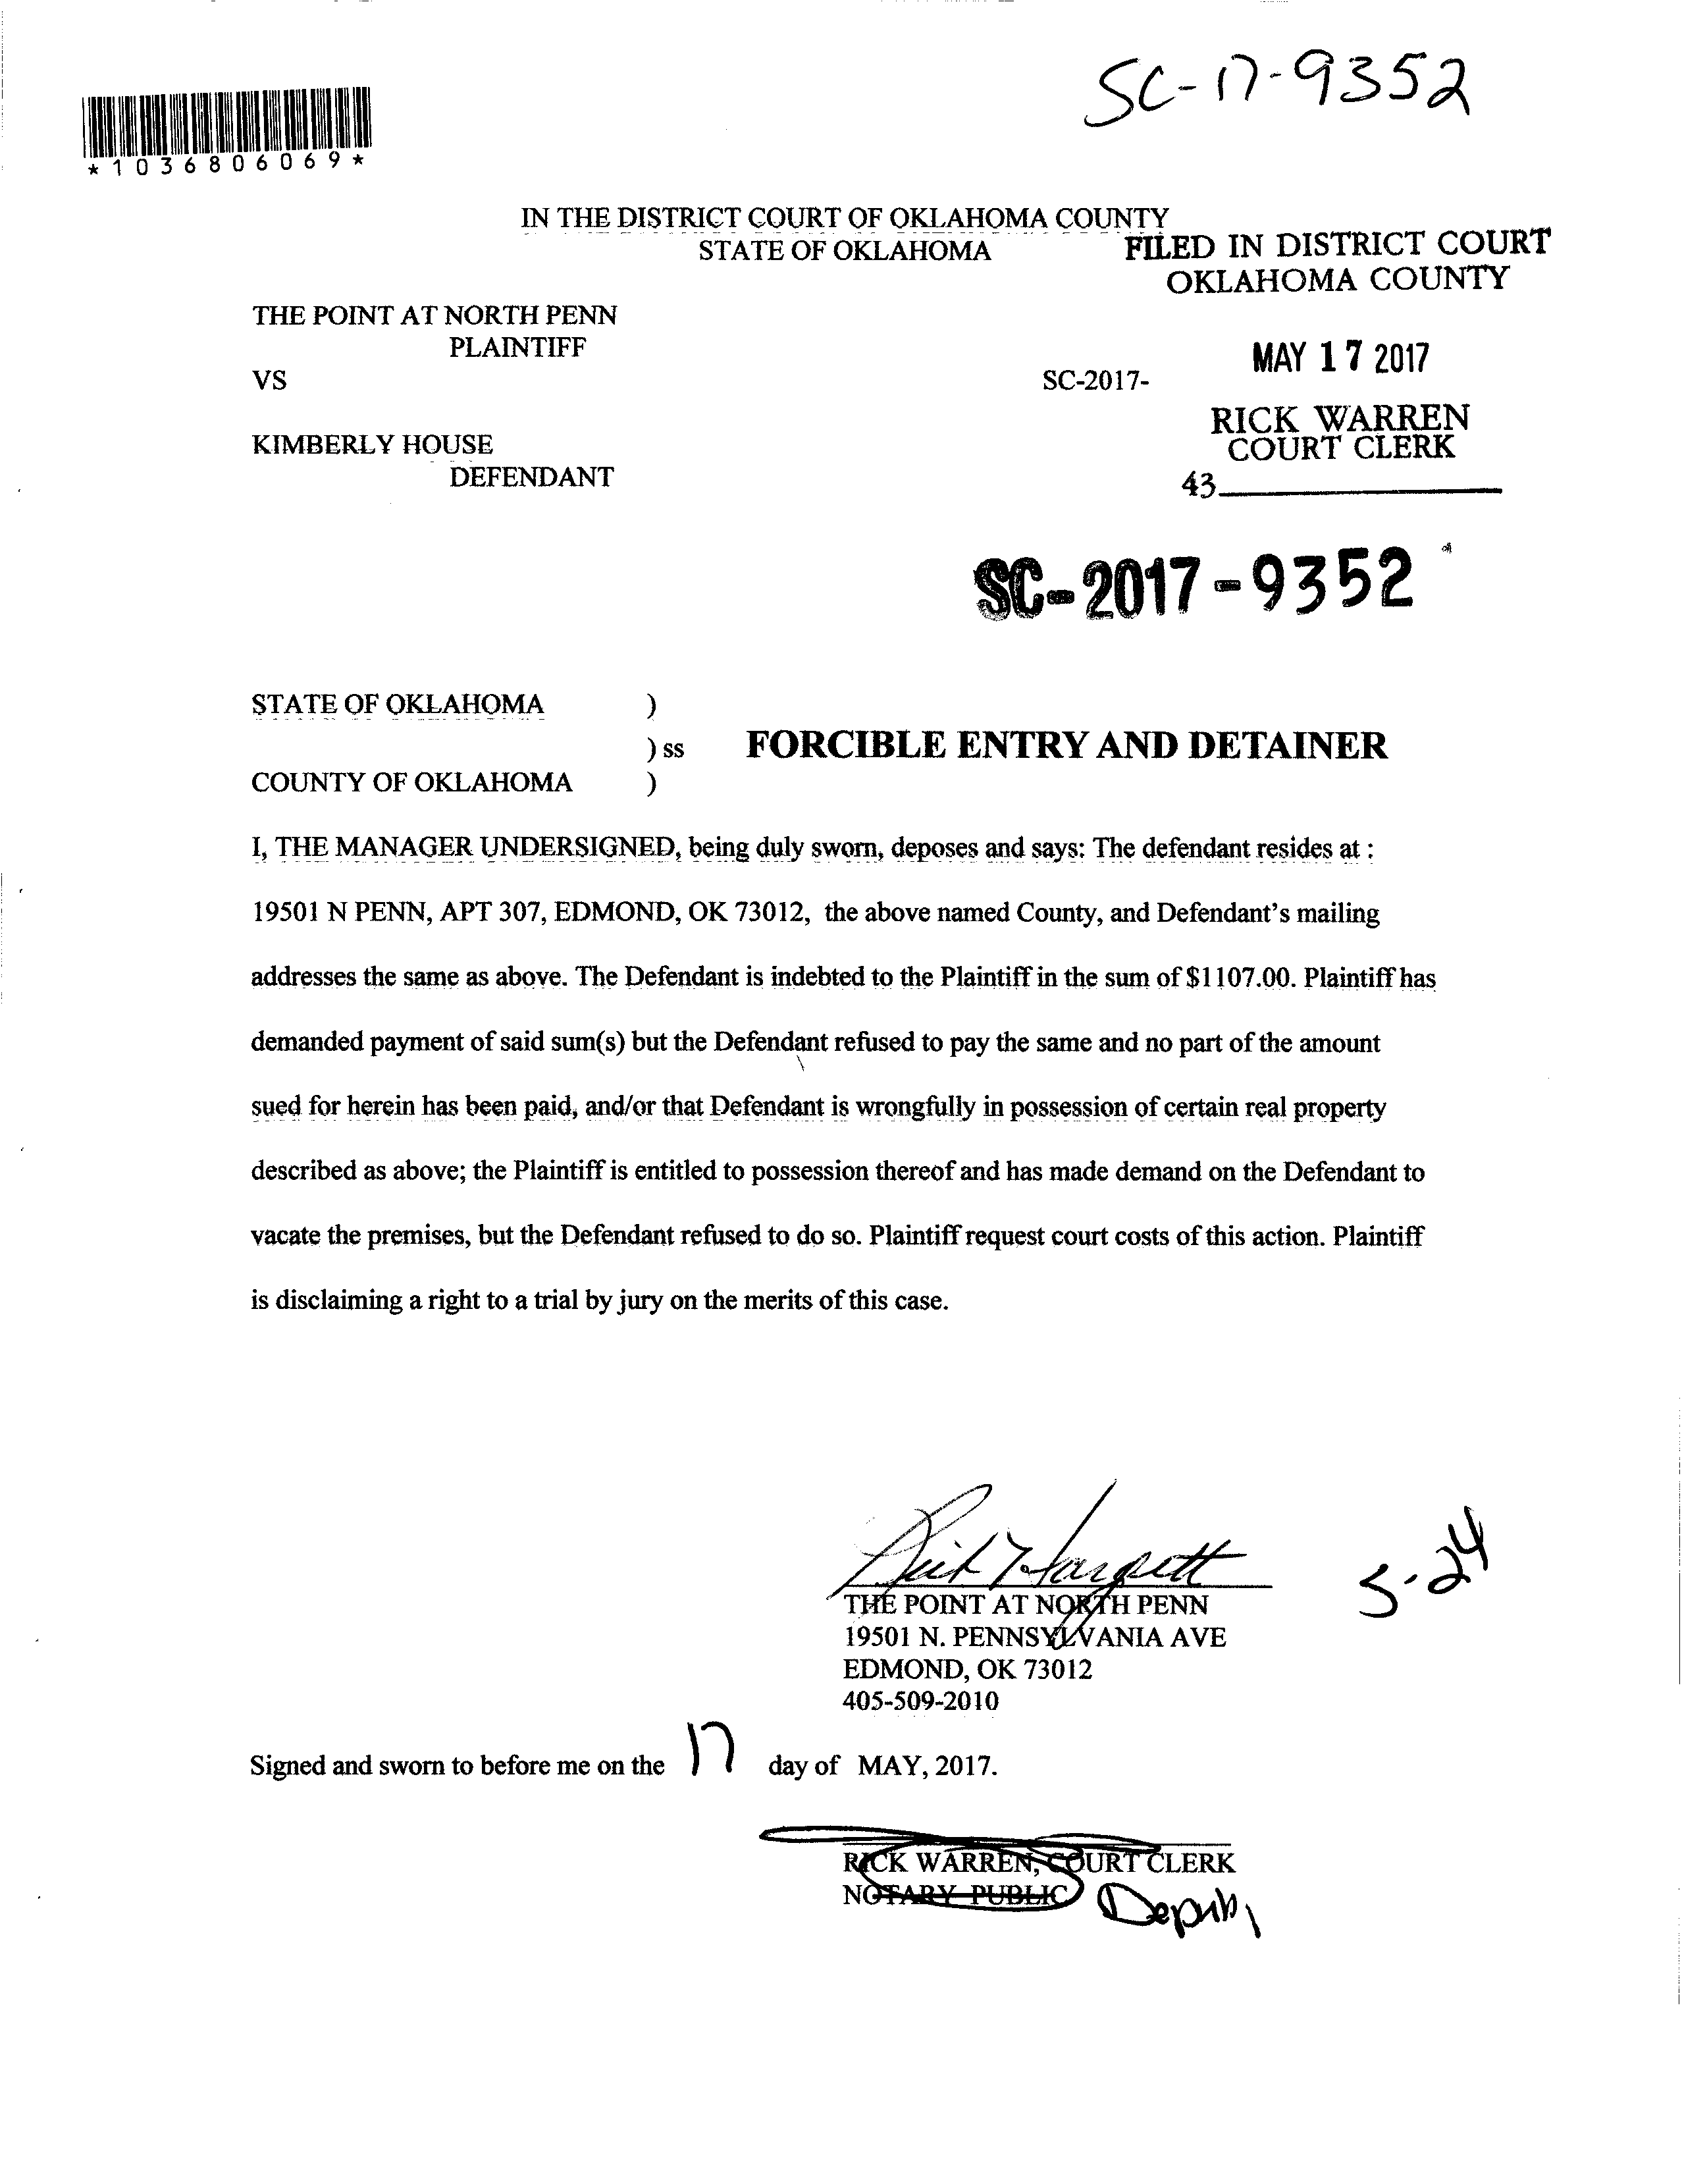 SC-17-9352
*1036806069*
IN THE DISTRICT COURT OF OKLAHOMA COUNTY
STATE OF OKLAHOMA
FILED IN DISTRICT COURT
OKLAHOMA COUNTY
THE POINT AT NORTH PENN
PLAINTIFF
MAY 17 2017
VS
SC-2017-
RICK WARREN
COURT CLERK
KIMBERLY HOUSE
DEFENDANT
43
SC-2017-9352
STATE OF OKLAHOMA )
) ss FORCIBLE ENTRY AND DETAINER
COUNTY OF OKLAHOMA )
I, THE MANAGER UNDERSIGNED, being duly sworn, deposes and says: The defendant resides at :
19501 N PENN, APT 307, EDMOND, OK 73012, the above named County, and Defendant's mailing
addresses the same as above. The Defendant is indebted to the Plaintiff in the sum of $1107.00. Plaintiff has
demanded payment of said sum(s) but the Defendant refused to pay the same and no part of the amount
sued for herein has been paid, and/or that Defendant is wrongfully in possession of certain real property
described as above; the Plaintiff is entitled to possession thereof and has made demand on the Defendant to
vacate the premises, but the Defendant refused to do so. Plaintiff request court costs of this action. Plaintiff
is disclaiming a right to a trial by jury on the merits of this case.
Hargett
5-24
THE POINT AT NORTH PENN
19501 N. PENNSYLVANIA AVE
EDMOND, OK 73012
405-509-2010
Signed and sworn to before me on the 17 day of MAY, 2017.
RICK WARREN, COURT CLERK
NOTARY PUBLIC Deputy